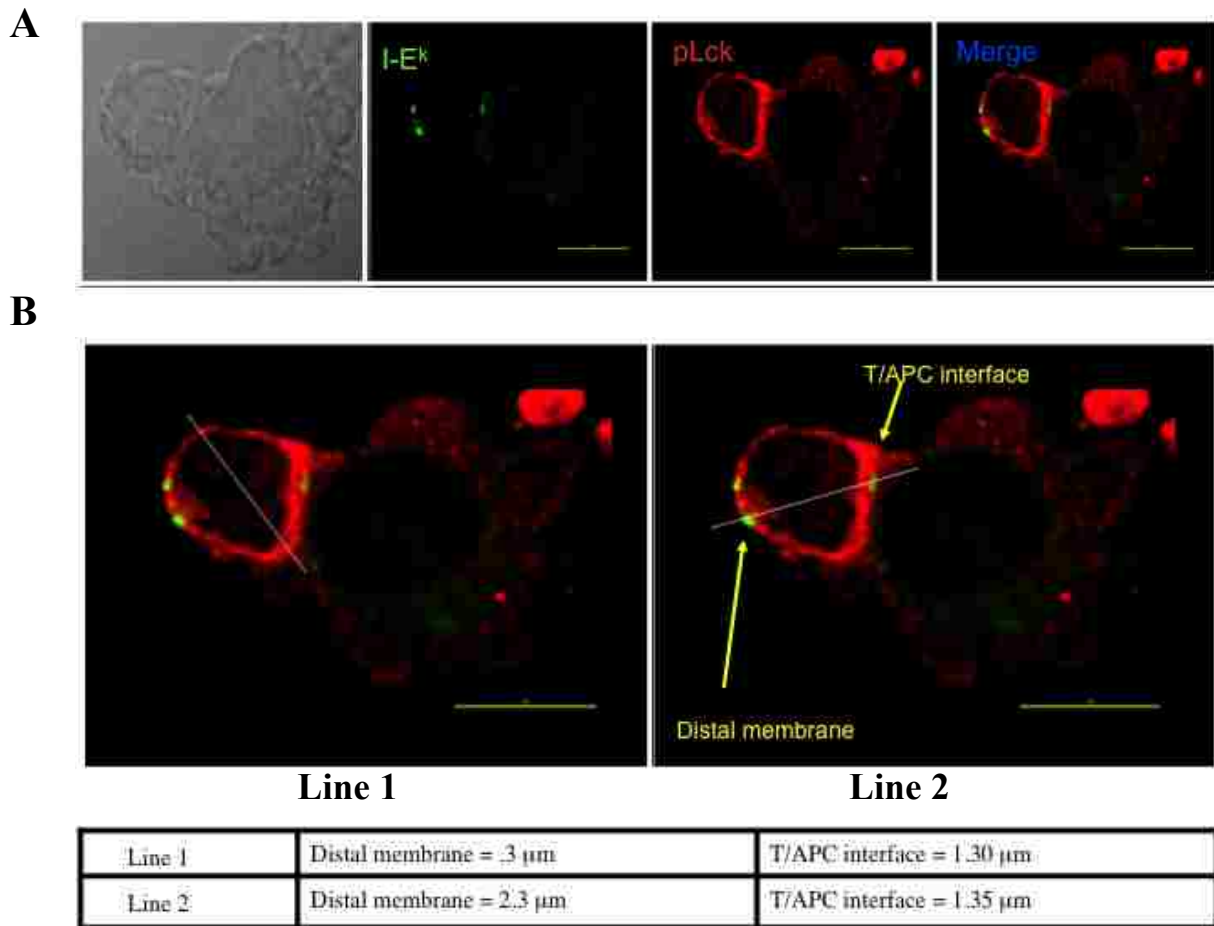 A
I-Eᵏ
pLck
Merge
B
T/APC interface
Distal membrane
Line 1
Line 2
Line 1 Distal membrane = .3 μm T/APC interface = 1.30 μm
Line 2 Distal membrane = 2.3 μm T/APC interface = 1.35 μm